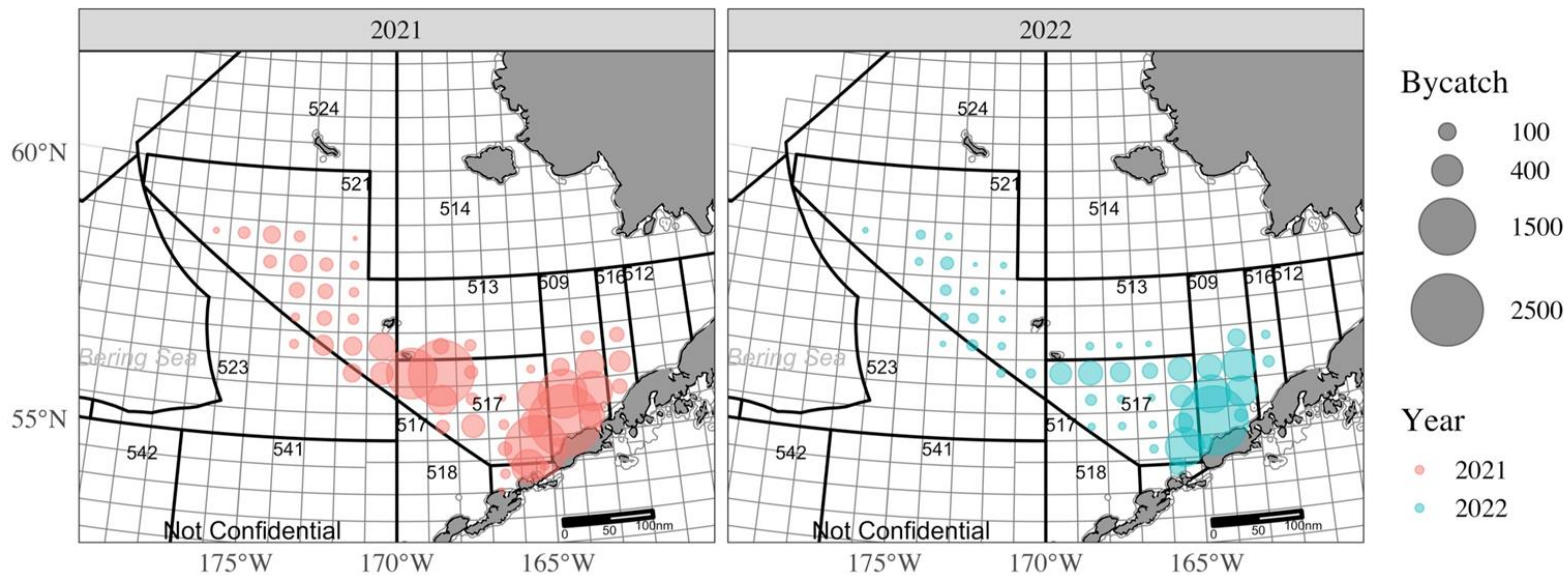 2021
2022
Bycatch
100
400
1500
2500
Year
2021
2022
60°N
55°N
524
521
514
513
509
516
512
Bering Sea
523
517
517
542
541
518
Not Confidential
0 50 100nm
175°W 170°W 165°W
524
521
514
513
509
516
512
Bering Sea
523
517
517
542
541
518
Not Confidential
0 50 100nm
175°W 170°W 165°W